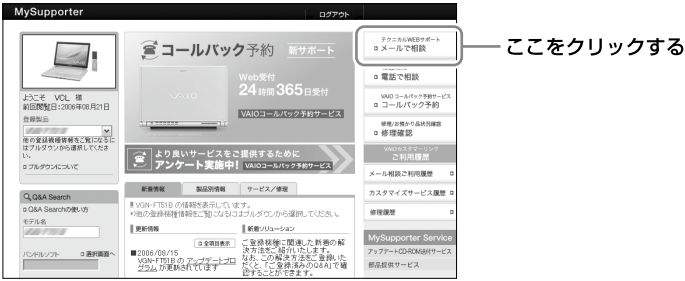 MySupporter
ログアウト
ようこそ VCL 様
前回閲覧日:2006年08月21日
登録製品
他の登録機種情報をご覧になるに
はプルダウンから選択してくださ
い。
プルダウンについて
Q&A Search
Q&A Searchの使い方
モデル名
バンドルソフト
選択画面へ
コールバック予約 新サポート
Web受付
24時間365日受付
VAIOコールバック予約サービス
VAIO
より良いサービスをご提供するために
アンケート実施中! VAIOコールバック予約サービス
新着情報
製品別情報
サービス/修理
VGN-FT51B の情報を表示しています。
※他の登録機種情報をご覧になるにはプルダウンから選択してください。
更新情報
全項目表示
■2006/08/15
VGN-FT51B の アップデートプロ
グラム が更新されています
新着ソリューション
ご登録機種に関連した新着の解
決方法をご紹介いたします。
なお、この解決方法をご登録いた
だくと、「ご登録済みのQ&A」で確
認することができます。
テクニカルWEBサポート
メールで相談
電話で相談
VAIO コールバック予約サービス
コールバック予約
修理/お預かり品状況確認
修理確認
VAIOカスタマーリンク
ご利用履歴
メール相談ご利用履歴
カスタマイズサービス履歴
修理履歴
MySupporter Service
アップデートCD-ROM送付サービス
部品提供サービス
ここをクリックする